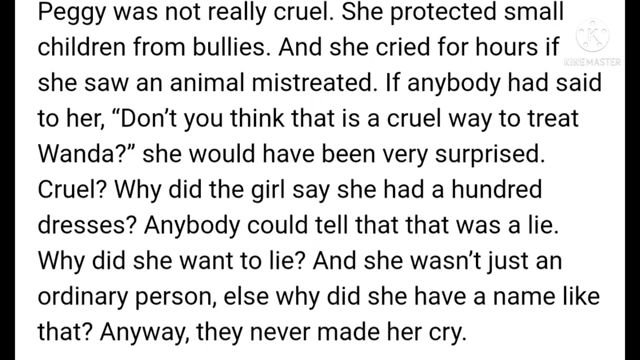 Peggy was not really cruel. She protected small
children from bullies. And she cried for hours if
she saw an animal mistreated. If anybody had said
to her, “Don’t you think that is a cruel way to treat
Wanda?” she would have been very surprised.
Cruel? Why did the girl say she had a hundred
dresses? Anybody could tell that that was a lie.
Why did she want to lie? And she wasn’t just an
ordinary person, else why did she have a name like
that? Anyway, they never made her cry.
KINEMASTER